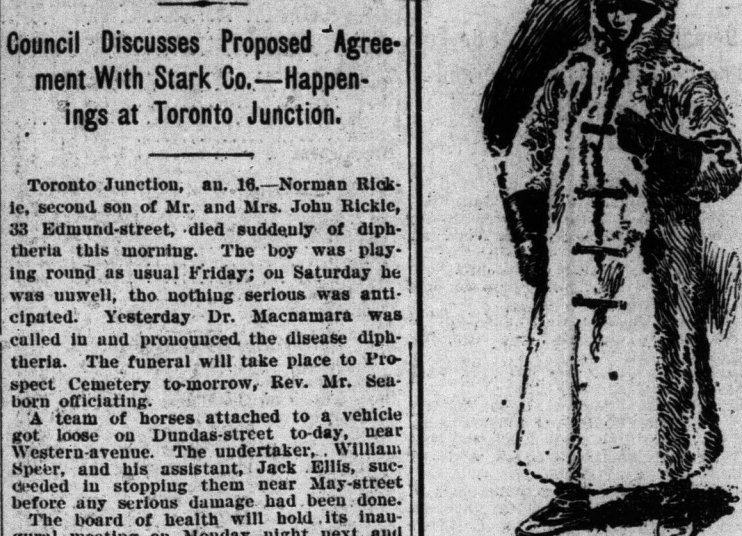 Council Discusses Proposed Agree-
ment With Stark Co.—Happen-
ings at Toronto Junction.
Toronto Junction, an. 16.—Norman Rick-
ie, second son of Mr. and Mrs. John Rickie,
33 Edmund-street, died suddenly of diph-
theria this morning. The boy was play-
ing round as usual Friday; on Saturday he
was unwell, tho nothing serious was anti-
cipated. Yesterday Dr. Macnamara was
called in and pronounced the disease diph-
theria. The funeral will take place to Pro-
spect Cemetery to-morrow, Rev. Mr. Sea-
born officiating.
A team of horses attached to a vehicle
got loose on Dundas-street to-day, near
Western-avenue. The undertaker, William
Speer, and his assistant, Jack Ellis, suc-
ceeded in stopping them near May-street
before any serious damage had been done.
The board of health will hold its inau-
gural meeting on Monday night next and